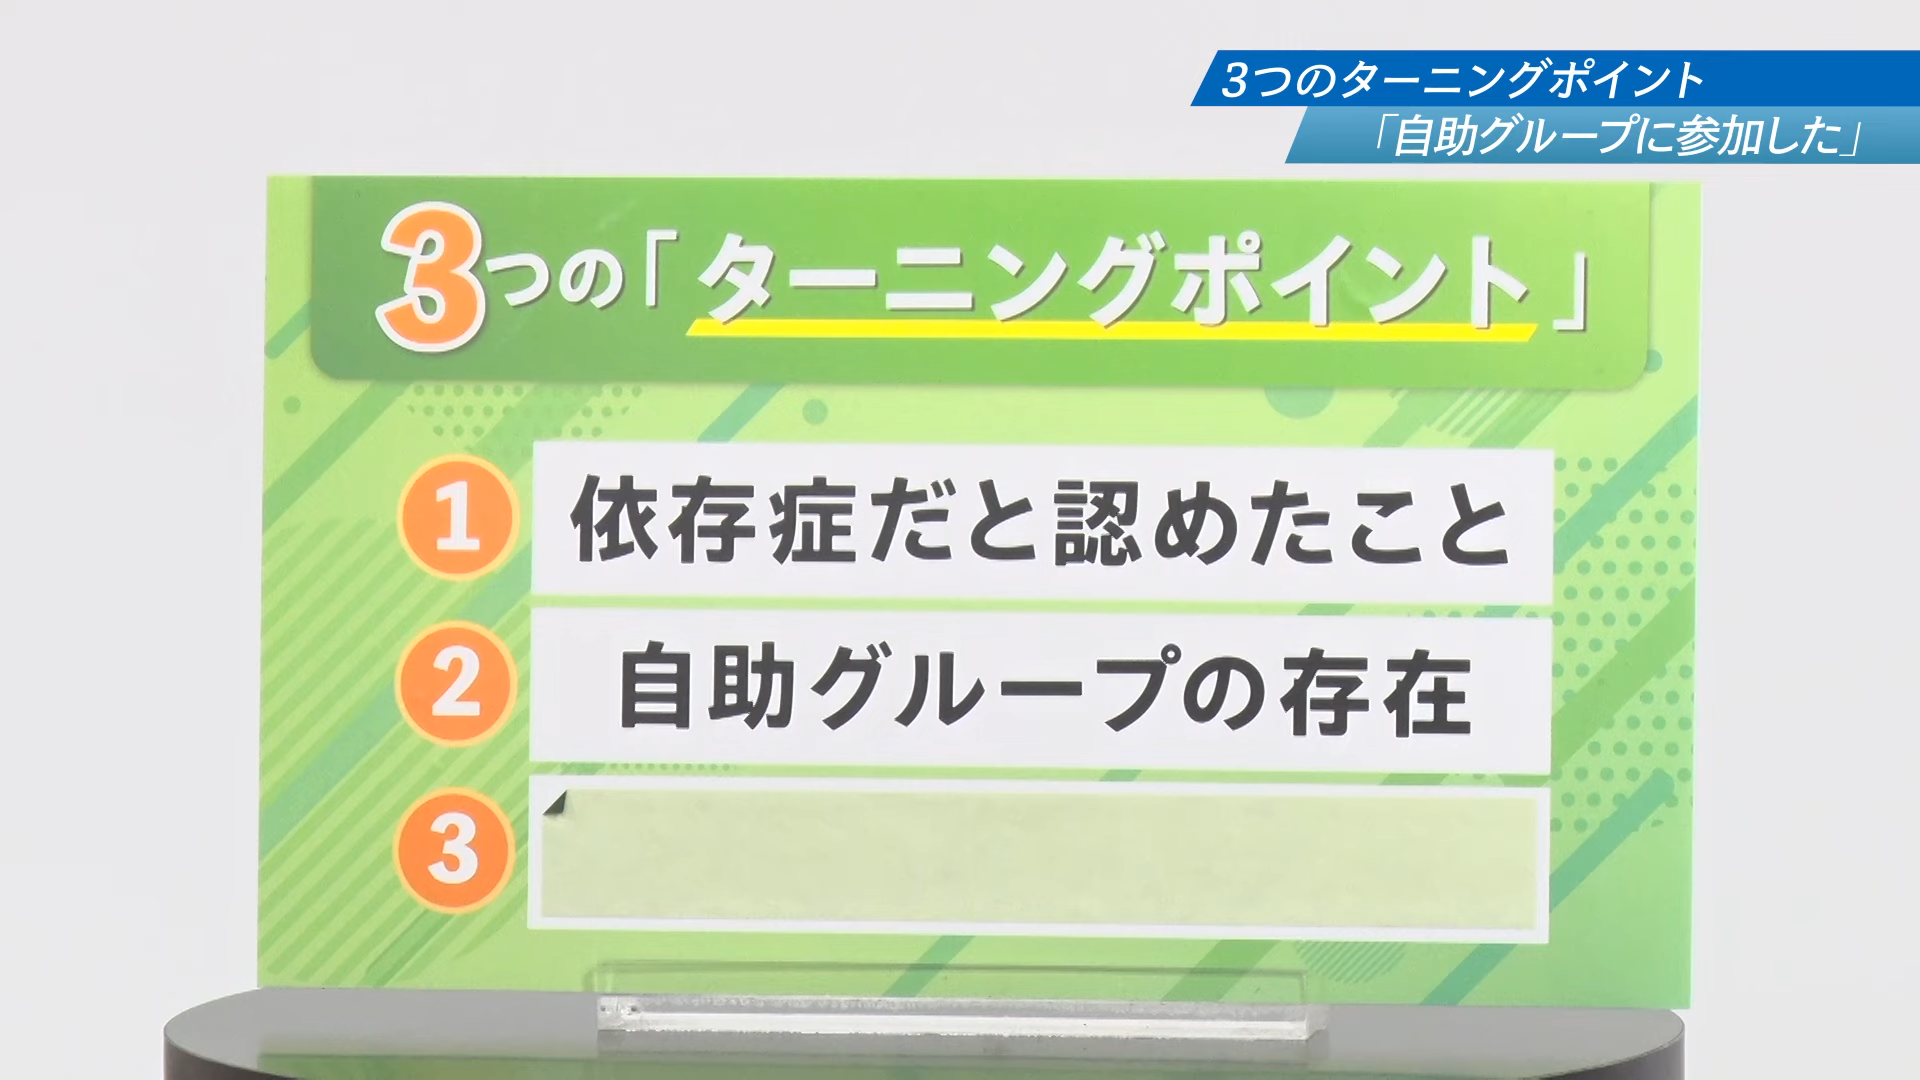 3つのターニングポイント
「自助グループに参加した」
3つの「ターニングポイント」
1 依存症だと認めたこと
2 自助グループの存在
3